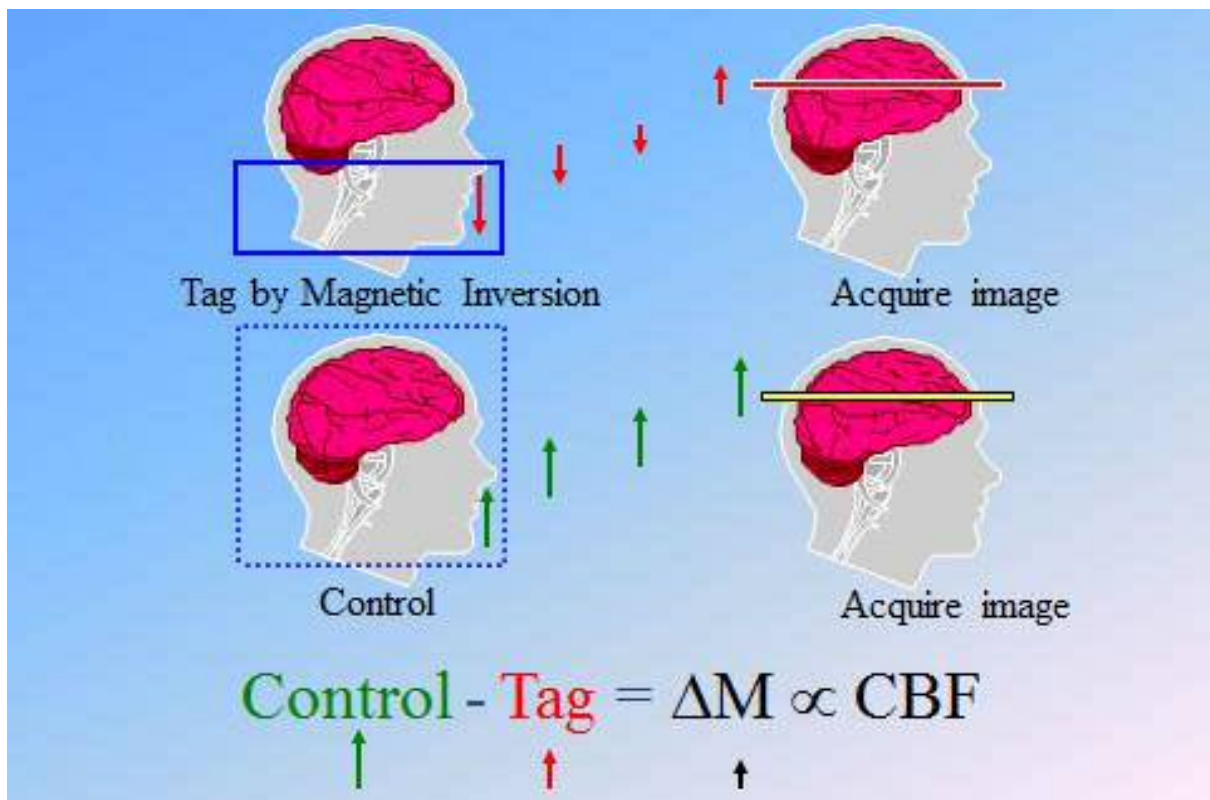 Tag by Magnetic Inversion
Acquire image
Control
Acquire image
Control - Tag = ΔM ∝ CBF